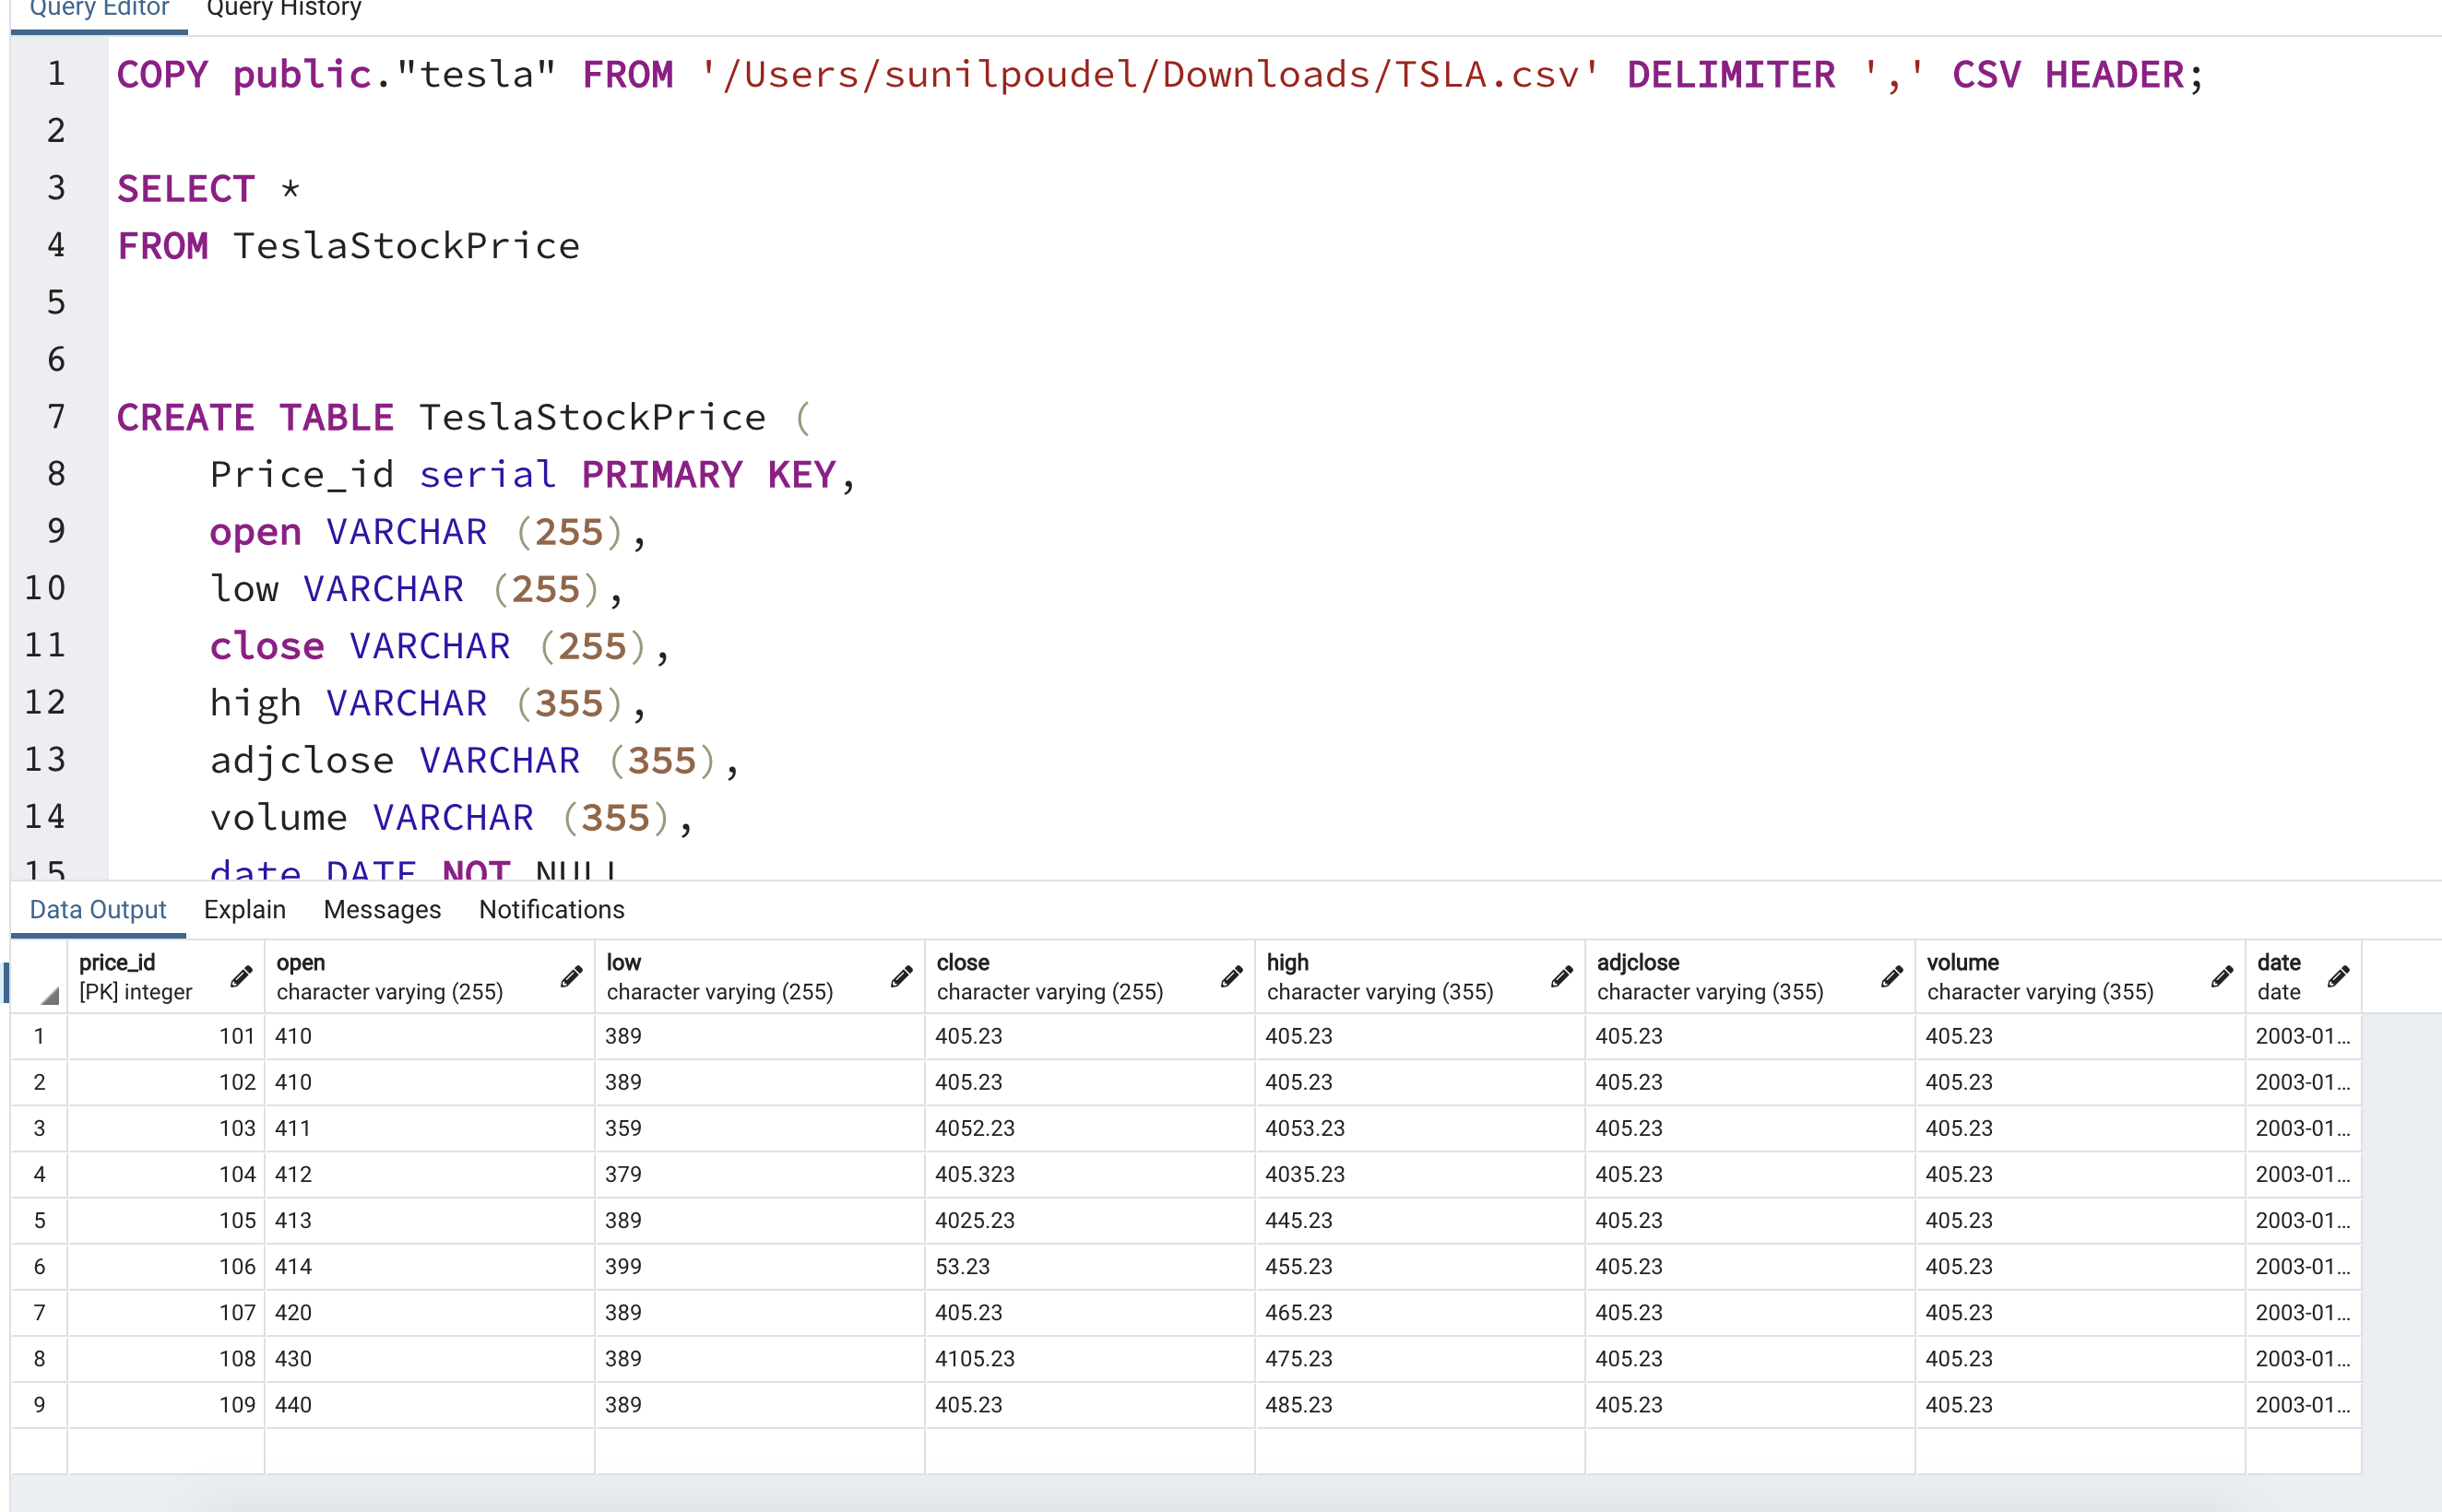 Query Editor Query History
1 COPY public."tesla" FROM '/Users/sunilpoudel/Downloads/TSLA.csv' DELIMITER ',' CSV HEADER;
2
3 SELECT *
4 FROM TeslaStockPrice
5
6
7 CREATE TABLE TeslaStockPrice (
8 Price_id serial PRIMARY KEY,
9 open VARCHAR (255),
10 low VARCHAR (255),
11 close VARCHAR (255),
12 high VARCHAR (355),
13 adjclose VARCHAR (355),
14 volume VARCHAR (355),
15 date DATE NOT NULL
Data Output Explain Messages Notifications
price_id open low close high adjclose volume date
[PK] integer character varying (255) character varying (255) character varying (255) character varying (355) character varying (355) character varying (355) date
1 101 410 389 405.23 405.23 405.23 405.23 2003-01...
2 102 410 389 405.23 405.23 405.23 405.23 2003-01...
3 103 411 359 4052.23 4053.23 405.23 405.23 2003-01...
4 104 412 379 405.323 4035.23 405.23 405.23 2003-01...
5 105 413 389 4025.23 445.23 405.23 405.23 2003-01...
6 106 414 399 53.23 455.23 405.23 405.23 2003-01...
7 107 420 389 405.23 465.23 405.23 405.23 2003-01...
8 108 430 389 4105.23 475.23 405.23 405.23 2003-01...
9 109 440 389 405.23 485.23 405.23 405.23 2003-01...